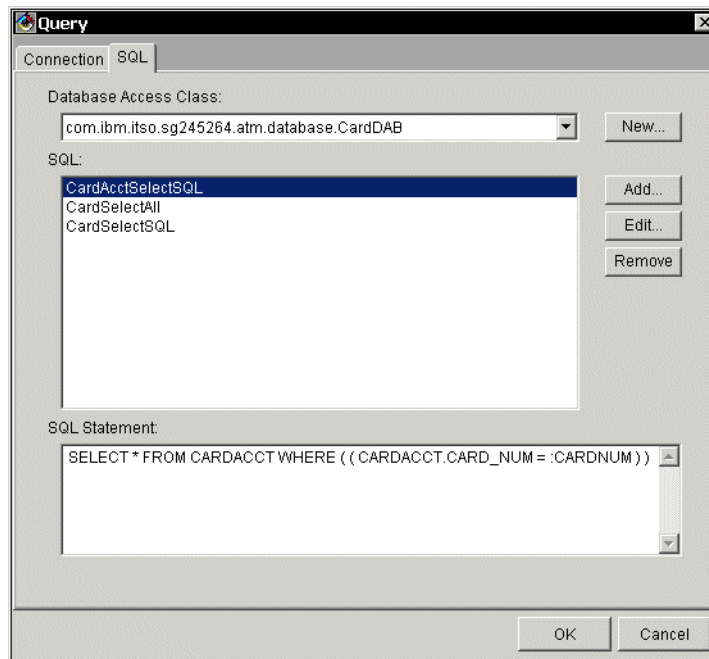 Query
Connection SQL
Database Access Class:
com.ibm.itso.sg245264.atm.database.CardDAB New...
SQL:
CardAcctSelectSQL Add...
CardSelectAll
CardSelectSQL Edit...
Remove
SQL Statement:
SELECT * FROM CARDACCT WHERE ( ( CARDACCT.CARD_NUM = :CARDNUM ) )
OK Cancel